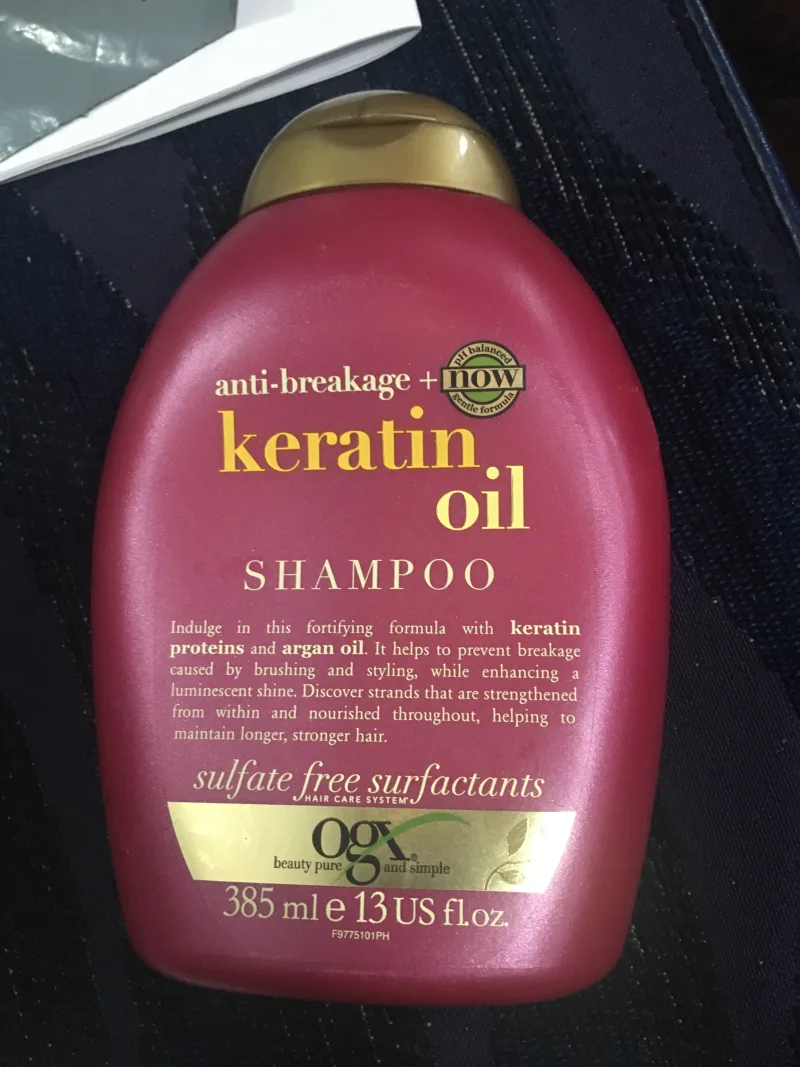 pH balanced
anti-breakage + now
gentle formula
keratin
oil
SHAMPOO
Indulge in this fortifying formula with keratin
proteins and argan oil. It helps to prevent breakage
caused by brushing and styling, while enhancing a
luminescent shine. Discover strands that are strengthened
from within and nourished throughout, helping to
maintain longer, stronger hair.
sulfate free surfactants
HAIR CARE SYSTEM™
ogx®
beauty pure and simple
385 ml e 13 US fl.oz.
F9775101PH